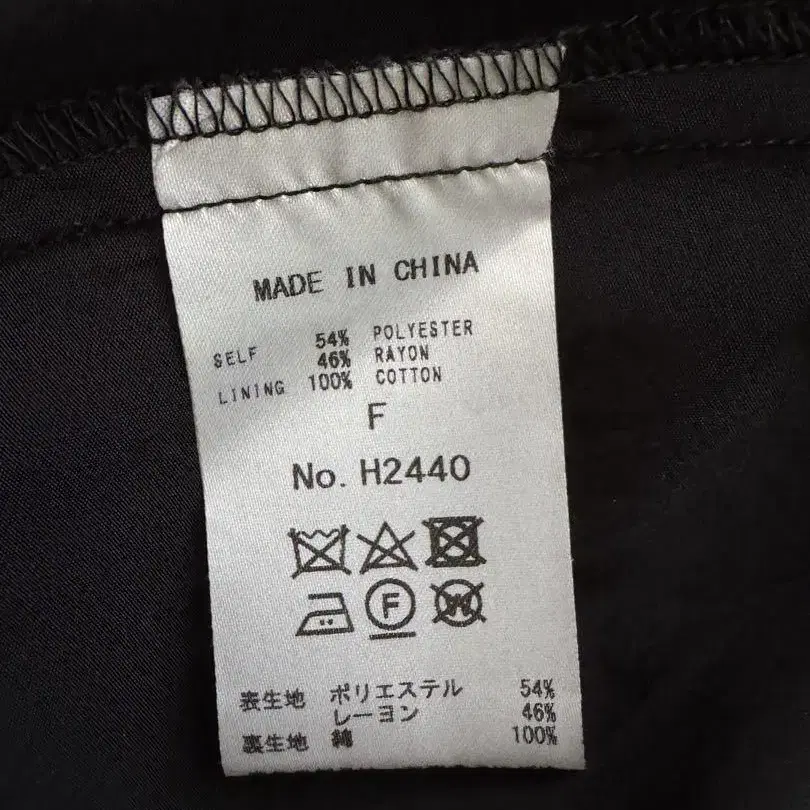 MADE IN CHINA
54% POLYESTER
SELF 46% RAYON
LINING 100% COTTON
F
No. H2440
F
W
表生地 ポリエステル 54%
レーヨン 46%
裏生地 綿 100%